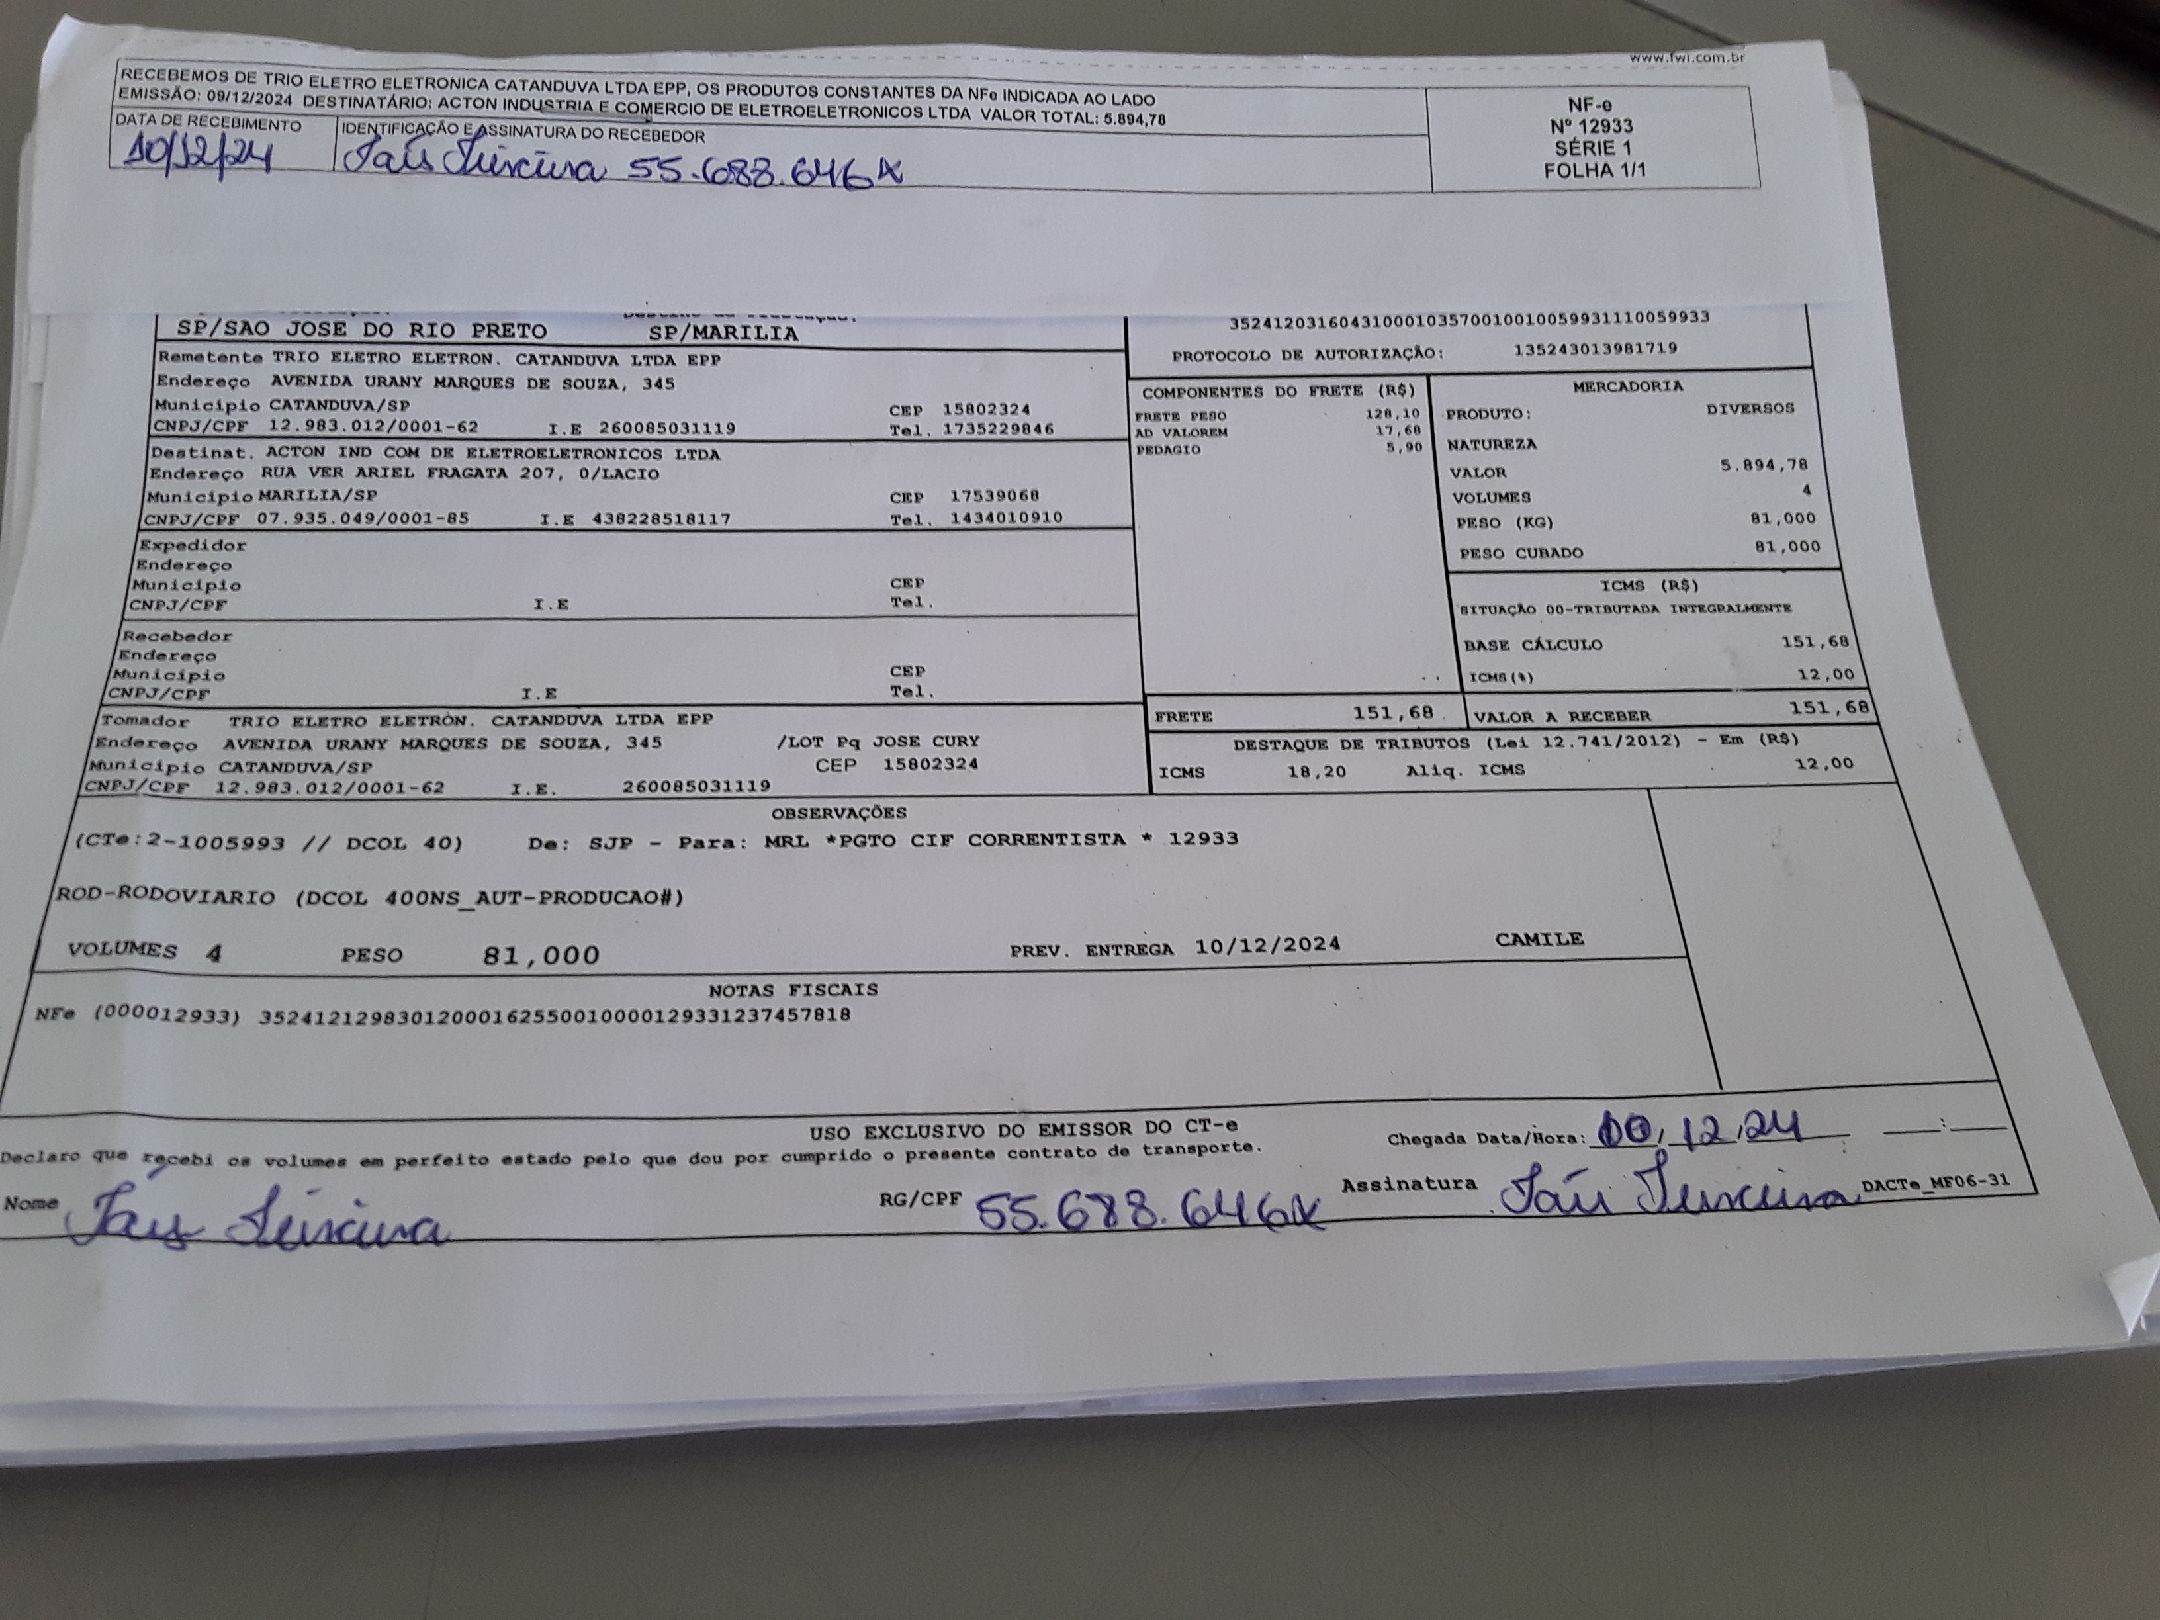 www.fwi.com.br
RECEBEMOS DE TRIO ELETRO ELETRONICA CATANDUVA LTDA EPP, OS PRODUTOS CONSTANTES DA NFe INDICADA AO LADO
EMISSÃO: 09/12/2024 DESTINATÁRIO: ACTON INDUSTRIA E COMERCIO DE ELETROELETRONICOS LTDA VALOR TOTAL: 5.894,78
DATA DE RECEBIMENTO
10/12/24
IDENTIFICAÇÃO E ASSINATURA DO RECEBEDOR
Taís Teixeira 55.688.646X
NF-e
Nº 12933
SÉRIE 1
FOLHA 1/1
SP/SAO JOSE DO RIO PRETO SP/MARILIA
Remetente TRIO ELETRO ELETRON. CATANDUVA LTDA EPP
Endereço AVENIDA URANY MARQUES DE SOUZA, 345
Município CATANDUVA/SP CEP 15802324
CNPJ/CPF 12.983.012/0001-62 I.E 260085031119 Tel. 1735229846
Destinat. ACTON IND COM DE ELETROELETRONICOS LTDA
Endereço RUA VER ARIEL FRAGATA 207, 0/LACIO
Município MARILIA/SP CEP 17539068
CNPJ/CPF 07.935.049/0001-85 I.E 438228518117 Tel. 1434010910
Expedidor
Endereço
Município CEP
CNPJ/CPF I.E Tel.
Recebedor
Endereço
Município CEP
CNPJ/CPF I.E Tel.
Tomador TRIO ELETRO ELETRON. CATANDUVA LTDA EPP
Endereço AVENIDA URANY MARQUES DE SOUZA, 345 /LOT Pq JOSE CURY
Município CATANDUVA/SP CEP 15802324
CNPJ/CPF 12.983.012/0001-62 I.E. 260085031119
35241203160431000103570010010059931110059933
PROTOCOLO DE AUTORIZAÇÃO: 135243013981719
COMPONENTES DO FRETE (R$)
FRETE PESO 128,10
AD VALOREM 17,68
PEDAGIO 5,90
MERCADORIA
PRODUTO: DIVERSOS
NATUREZA
VALOR 5.894,78
VOLUMES 4
PESO (KG) 81,000
PESO CUBADO 81,000
ICMS (R$)
SITUAÇÃO 00-TRIBUTADA INTEGRALMENTE
BASE CÁLCULO 151,68
ICMS(%) 12,00
FRETE 151,68
VALOR A RECEBER 151,68
DESTAQUE DE TRIBUTOS (Lei 12.741/2012) - Em (R$)
ICMS 18,20 Aliq. ICMS 12,00
OBSERVAÇÕES
(CTe:2-1005993 // DCOL 40) De: SJP - Para: MRL *PGTO CIF CORRENTISTA * 12933
ROD-RODOVIARIO (DCOL 400NS_AUT-PRODUCAO#)
VOLUMES 4 PESO 81,000 PREV. ENTREGA 10/12/2024 CAMILE
NOTAS FISCAIS
NFe (000012933) 35241212983012000162550010000129331237457818
USO EXCLUSIVO DO EMISSOR DO CT-e
Declaro que recebi os volumes em perfeito estado pelo que dou por cumprido o presente contrato de transporte.
Chegada Data/Hora: 10/12/24 :
Nome Taís Teixeira RG/CPF 55.688.646X Assinatura Taís Teixeira DACTe_MF06-31